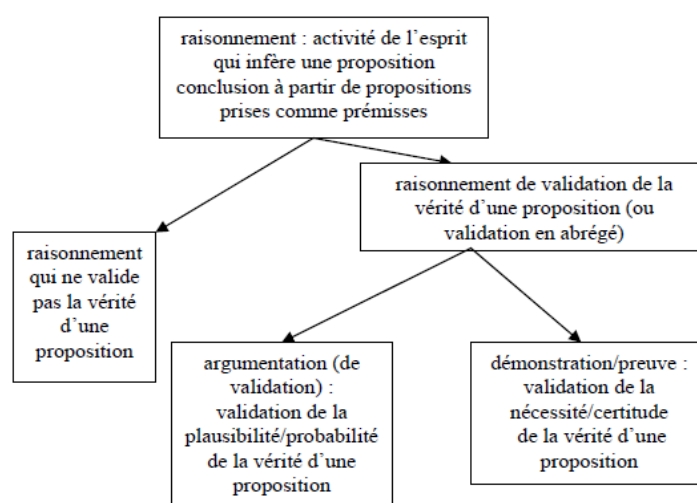 raisonnement : activité de l'esprit
qui infère une proposition
conclusion à partir de propositions
prises comme prémisses
raisonnement de validation de la
vérité d'une proposition (ou
validation en abrégé)
raisonnement
qui ne valide
pas la vérité
d'une
proposition
argumentation (de
validation) :
validation de la
plausibilité/probabilité
de la vérité d'une
proposition
démonstration/preuve :
validation de la
nécessité/certitude
de la vérité d'une
proposition